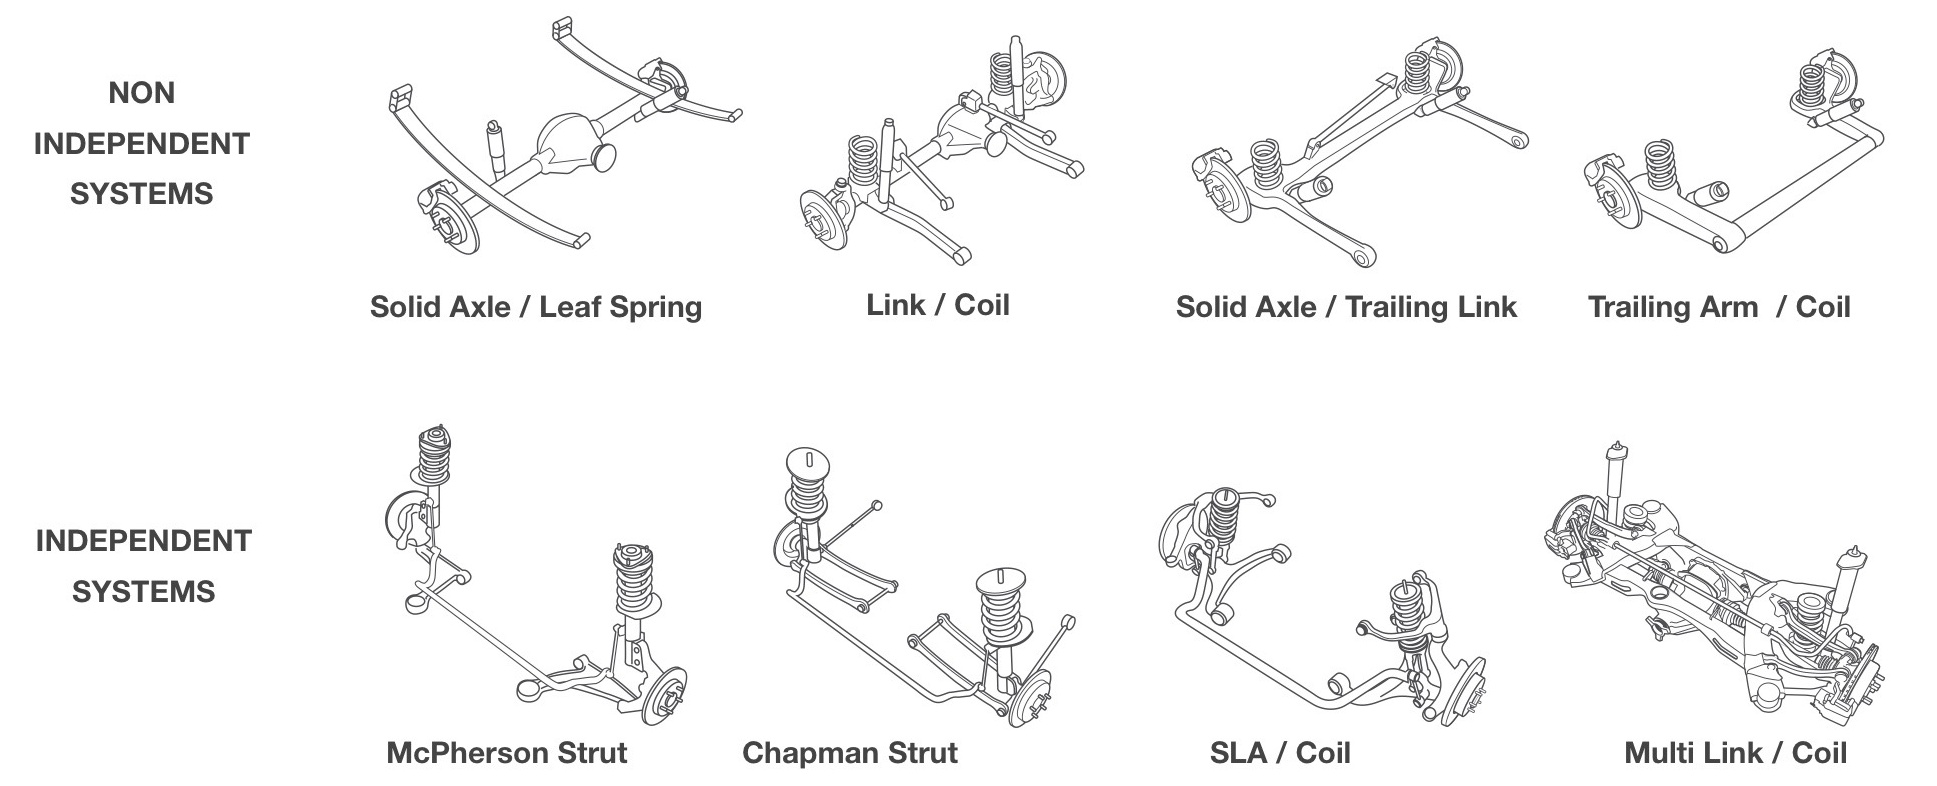 NON
INDEPENDENT
SYSTEMS
Solid Axle / Leaf Spring
Link / Coil
Solid Axle / Trailing Link
Trailing Arm  / Coil
INDEPENDENT
SYSTEMS
McPherson Strut
Chapman Strut
SLA / Coil
Multi Link / Coil